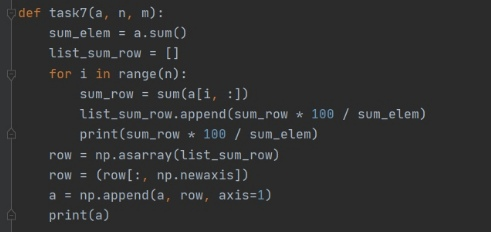 def task7(a, n, m):
    sum_elem = a.sum()
    list_sum_row = []
    for i in range(n):
        sum_row = sum(a[i, :])
        list_sum_row.append(sum_row * 100 / sum_elem)
        print(sum_row * 100 / sum_elem)
    row = np.asarray(list_sum_row)
    row = (row[:, np.newaxis])
    a = np.append(a, row, axis=1)
    print(a)